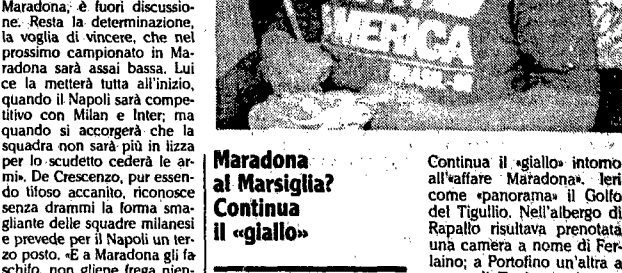 Maradona, è fuori discussio-
ne. Resta la determinazione,
la voglia di vincere, che nel
prossimo campionato in Ma-
radona sarà assai bassa. Lui
ce la metterà tutta all'inizio,
quando il Napoli sarà compe-
titivo con Milan e Inter; ma
quando si accorgerà che la
squadra non sarà più in lizza
per lo scudetto cederà le ar-
mi». De Crescenzo, pur essen-
do tifoso accanito, riconosce
senza drammi la forma sma-
gliante delle squadre milanesi
e prevede per il Napoli un ter-
zo posto. «E a Maradona gli fa
schifo, non gliene frega nien-
AMERICA
Maradona
al Marsiglia?
Continua
il «giallo»
Continua il «giallo» intorno
all'«affare Maradona». Ieri
come «panorama» il Golfo
del Tigullio. Nell'albergo di
Rapallo risultava prenotata
una camera a nome di Fer-
laino; a Portofino un'altra a